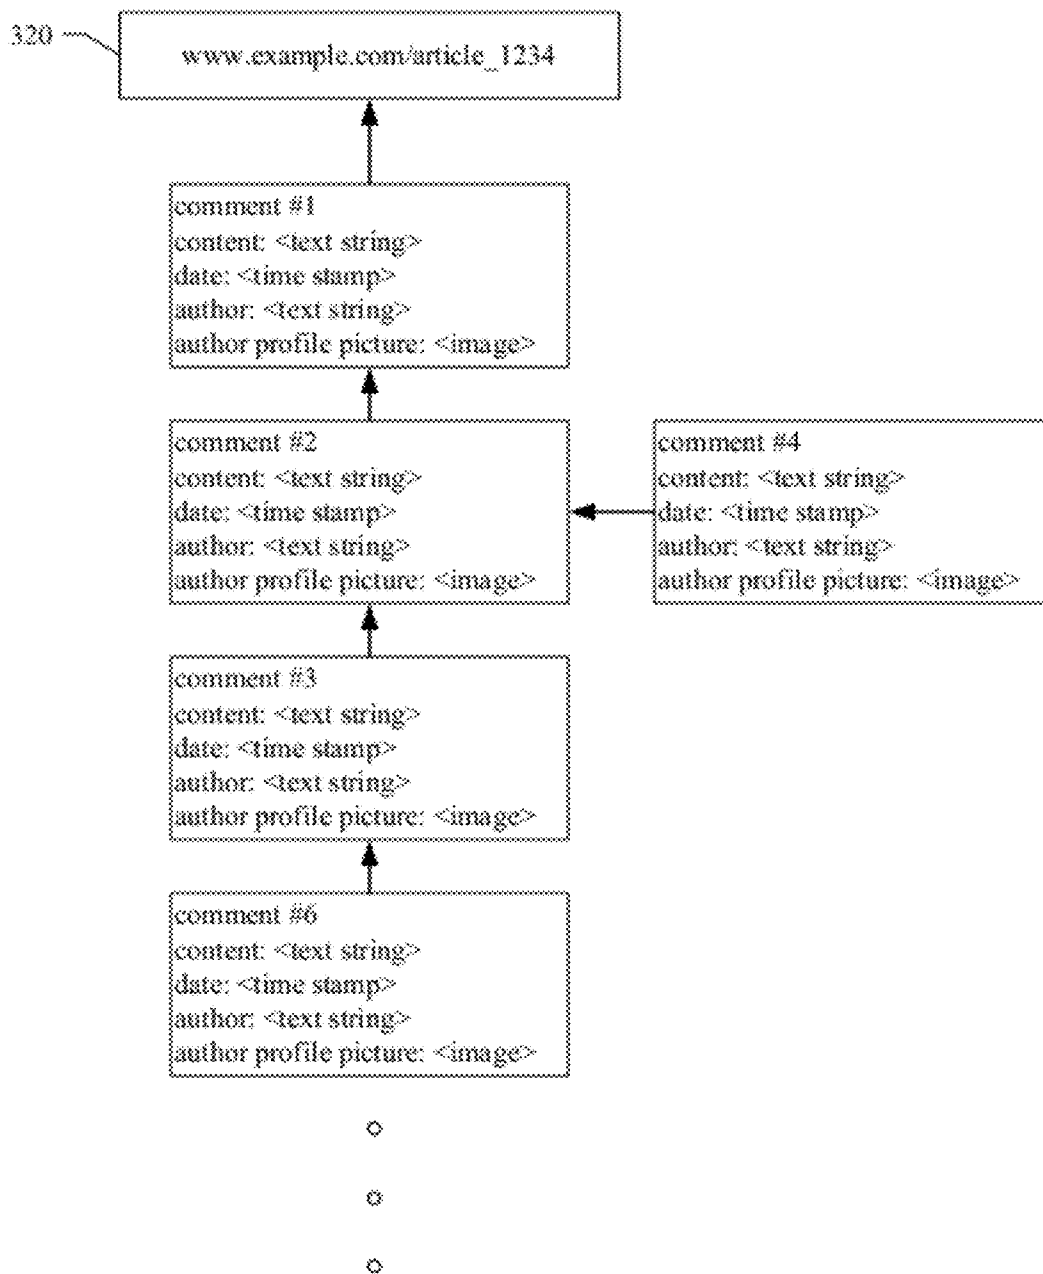 320
www.example.com/article_1234
comment #1
content: <text string>
date: <time stamp>
author: <text string>
author profile picture: <image>
comment #2
content: <text string>
date: <time stamp>
author: <text string>
author profile picture: <image>
comment #4
content: <text string>
date: <time stamp>
author: <text string>
author profile picture: <image>
comment #3
content: <text string>
date: <time stamp>
author: <text string>
author profile picture: <image>
comment #6
content: <text string>
date: <time stamp>
author: <text string>
author profile picture: <image>